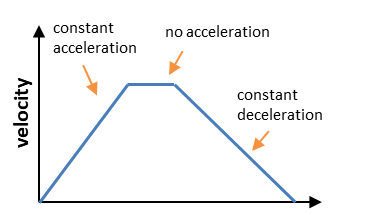 constant
acceleration
no acceleration
constant
deceleration
velocity